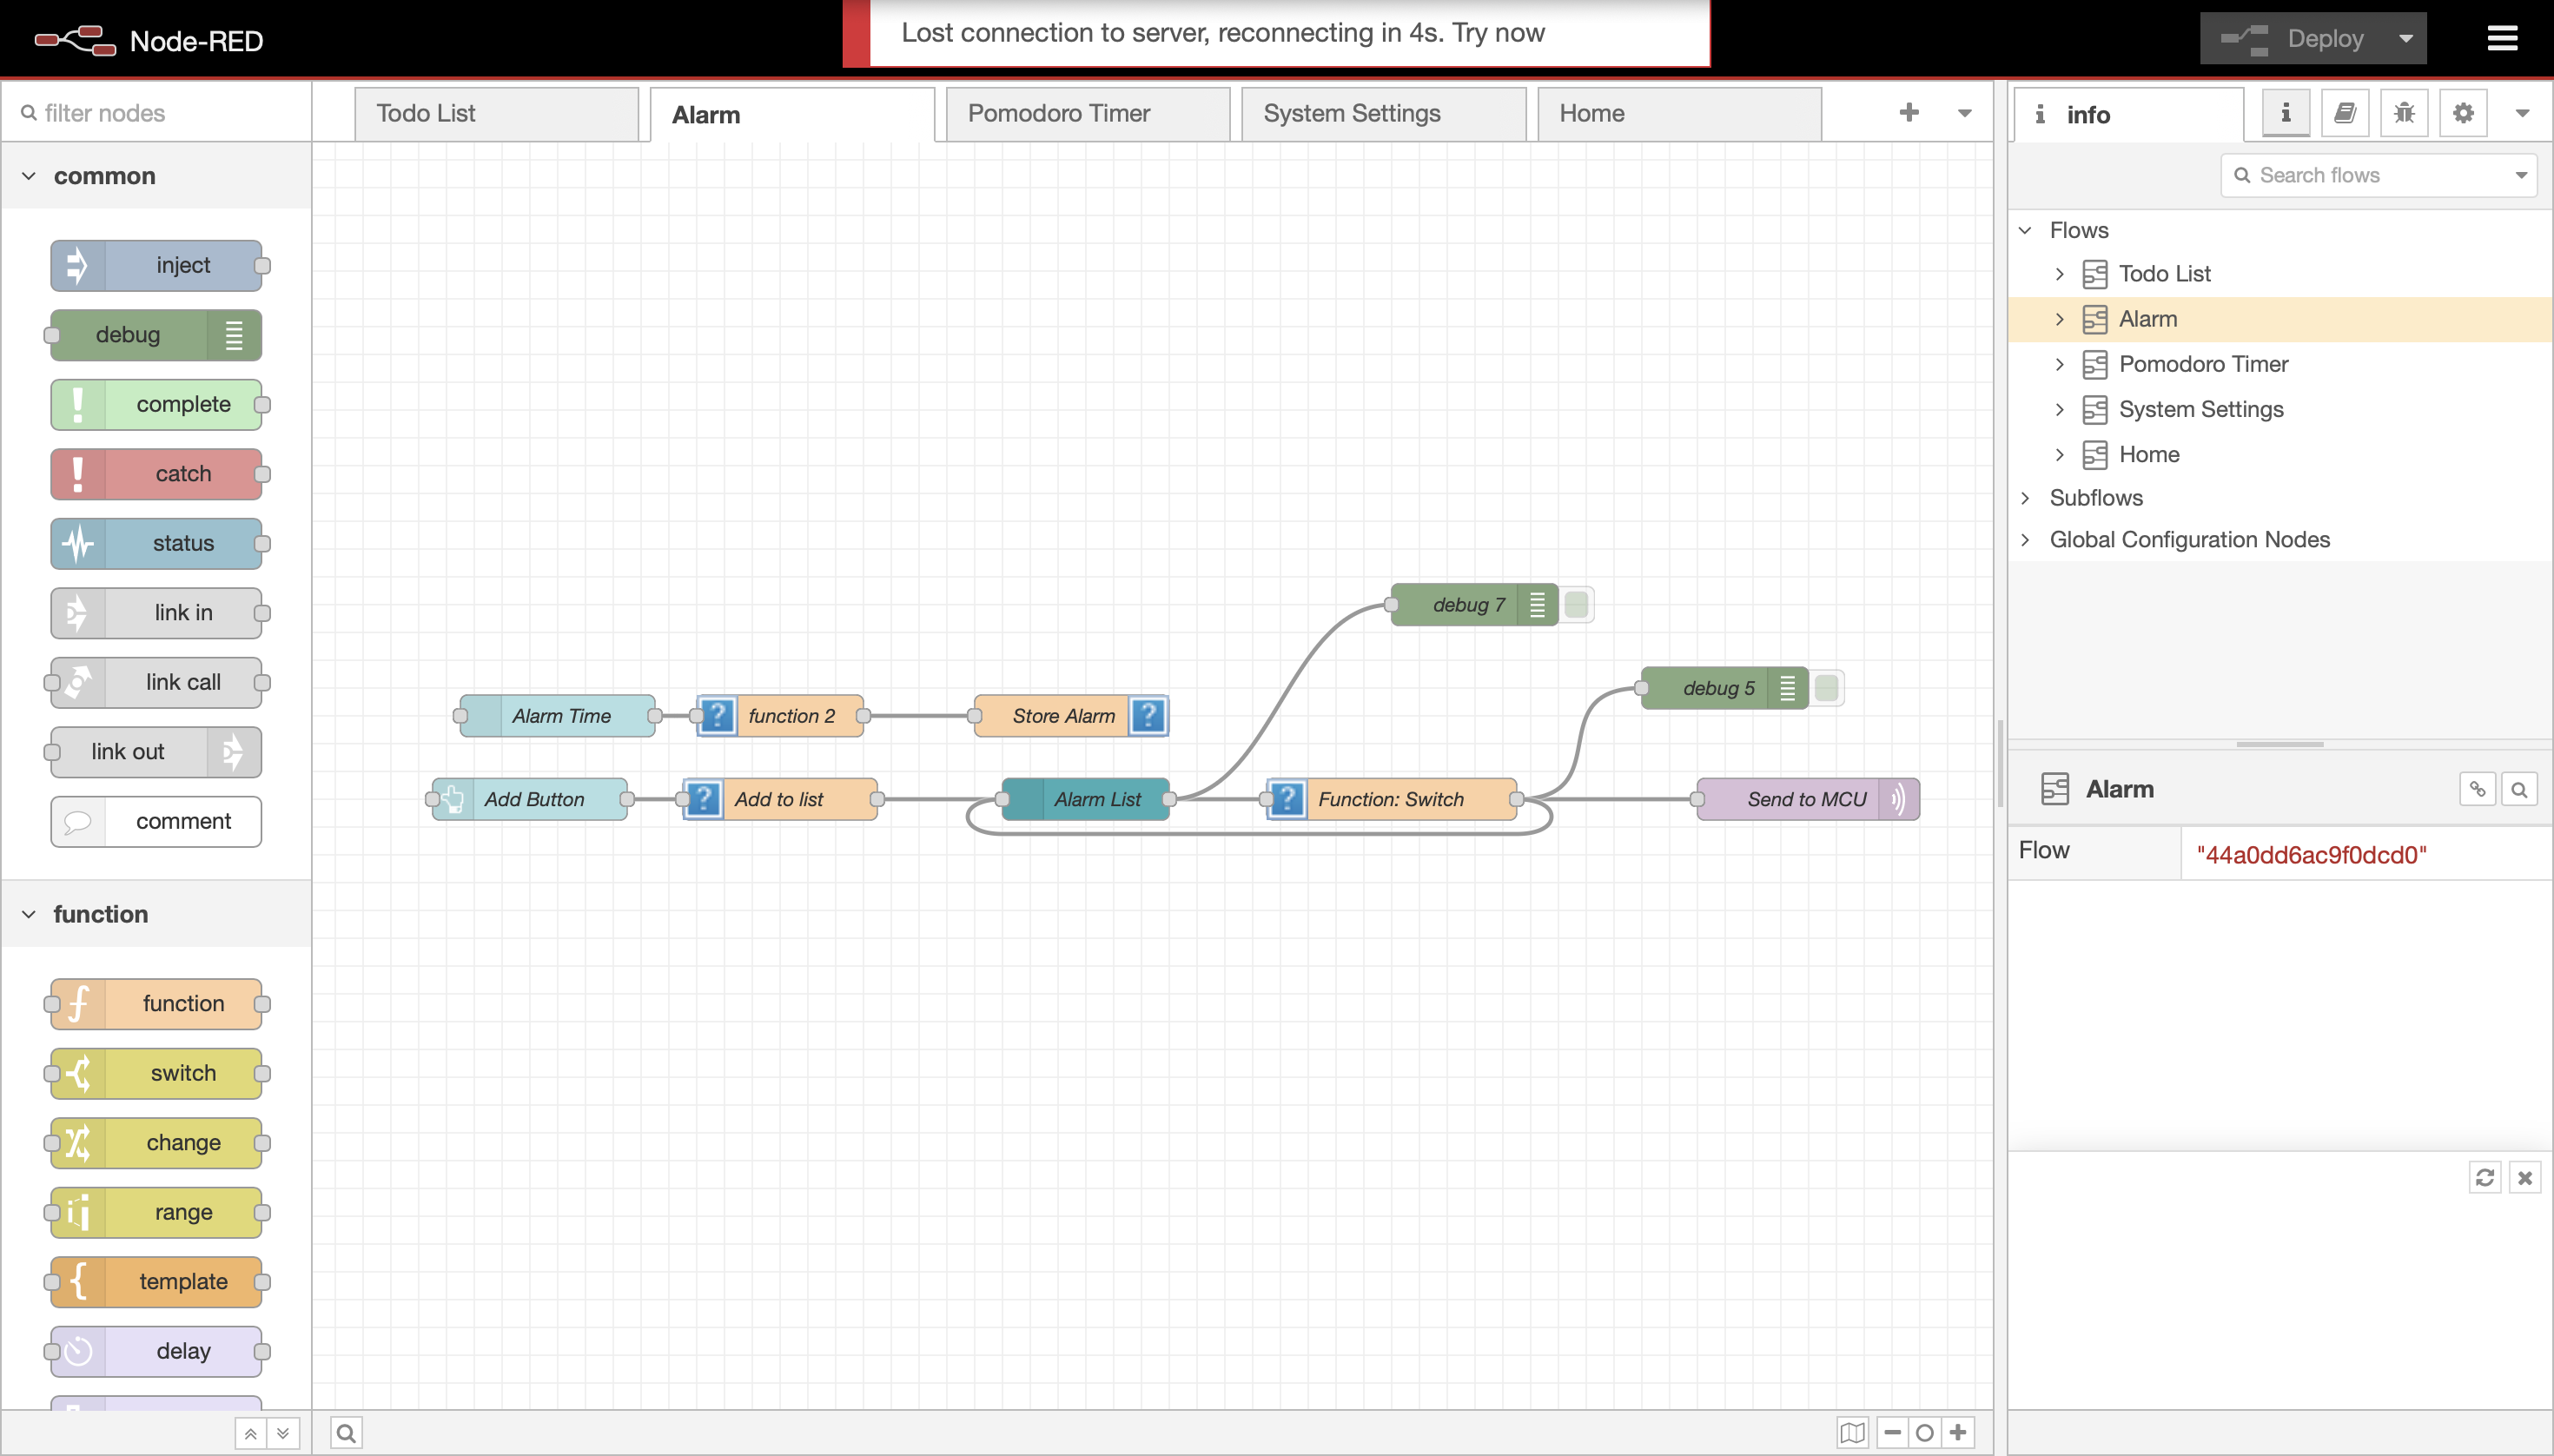 Node-RED
Lost connection to server, reconnecting in 4s. Try now
Deploy
filter nodes
Todo List
Alarm
Pomodoro Timer
System Settings
Home
info
common
inject
debug
complete
catch
status
link in
link call
link out
comment
function
function
switch
change
range
template
delay
debug 7
debug 5
Alarm Time
function 2
Store Alarm
Add Button
Add to list
Alarm List
Function: Switch
Send to MCU
Search flows
Flows
Todo List
Alarm
Pomodoro Timer
System Settings
Home
Subflows
Global Configuration Nodes
Alarm
Flow
"44a0dd6ac9f0dcd0"